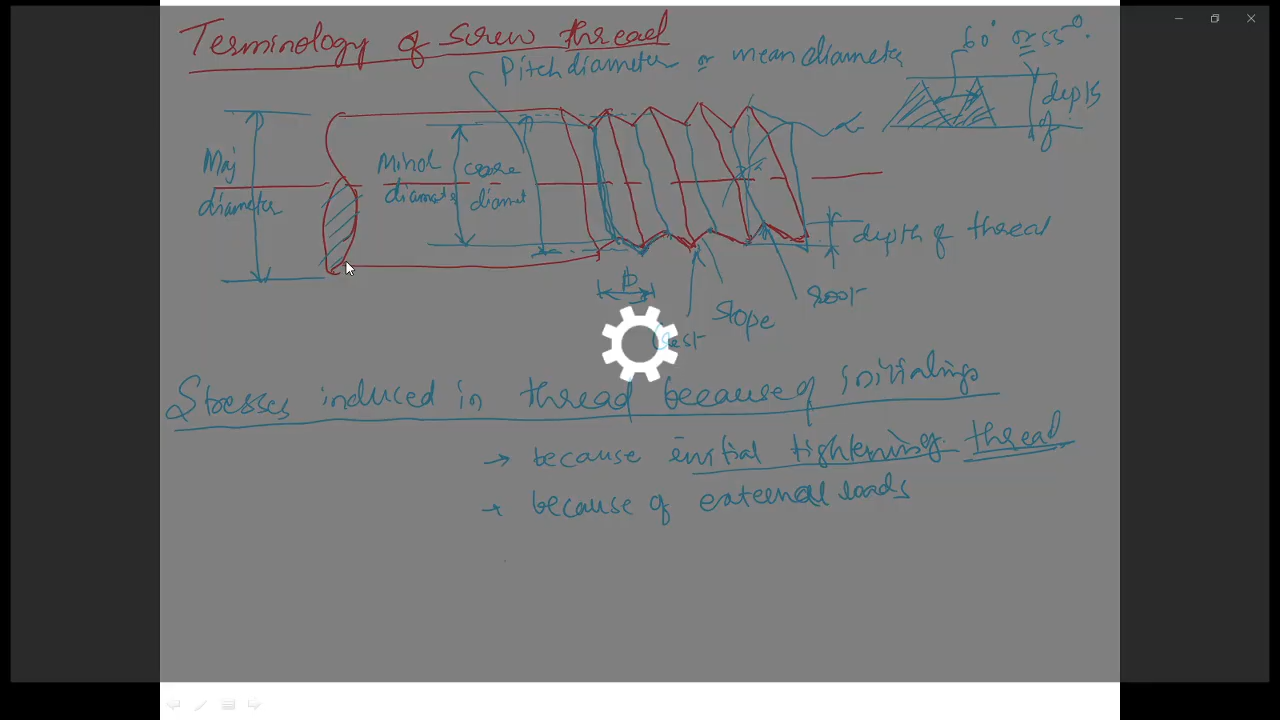 Terminology of screw thread
Pitch diameter or mean diameter
60° or 55°.
depth
of
Maj
diameter
Minor
diameter
core
diamet
α
depth of thread
p
root
slope
Crest
Stresses induced in thread because of
→ because initial tightening thread
→ because of external loads